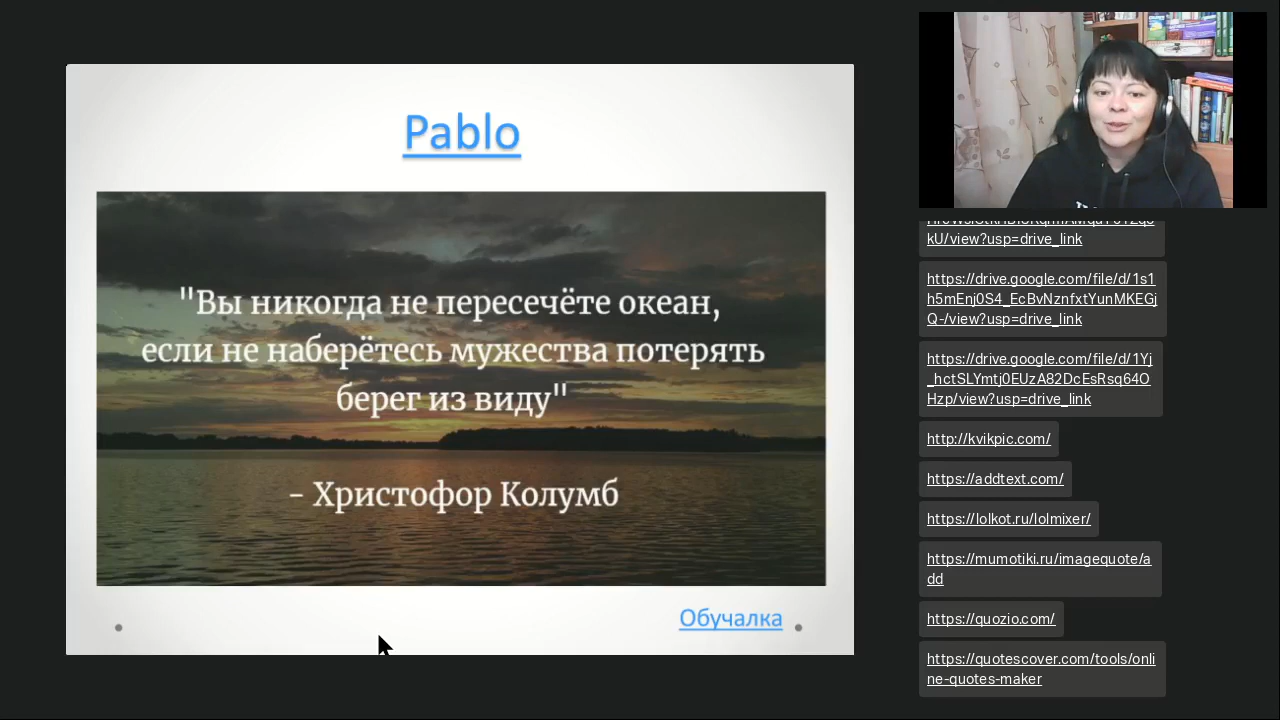 Pablo
"Вы никогда не пересечёте океан,
если не наберётесь мужества потерять
берег из виду"
- Христофор Колумб
Обучалка
kU/view?usp=drive_link
https://drive.google.com/file/d/1s1
h5mEnj0S4_EcBvNznfxtYunMKEGj
Q-/view?usp=drive_link
https://drive.google.com/file/d/1Yj
_hctSLYmtj0EUzA82DcEsRsq64O
Hzp/view?usp=drive_link
http://kvikpic.com/
https://addtext.com/
https://lolkot.ru/lolmixer/
https://mumotiki.ru/imagequote/a
dd
https://quozio.com/
https://quotescover.com/tools/onli
ne-quotes-maker